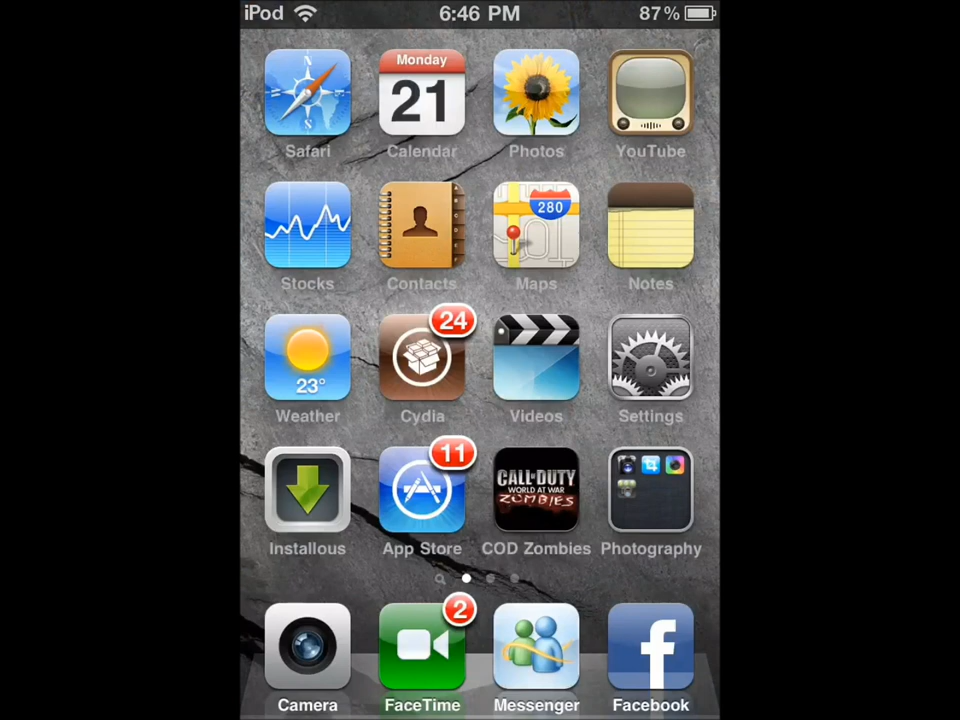 iPod 6:46 PM 87%
Monday
21
N
S
Safari Calendar Photos YouTube
280
Stocks Contacts Maps Notes
24
23°
Weather Cydia Videos Settings
11
CALL OF DUTY
WORLD AT WAR
ZOMBIES
Installous App Store COD Zombies Photography
2
f
Camera FaceTime Messenger Facebook